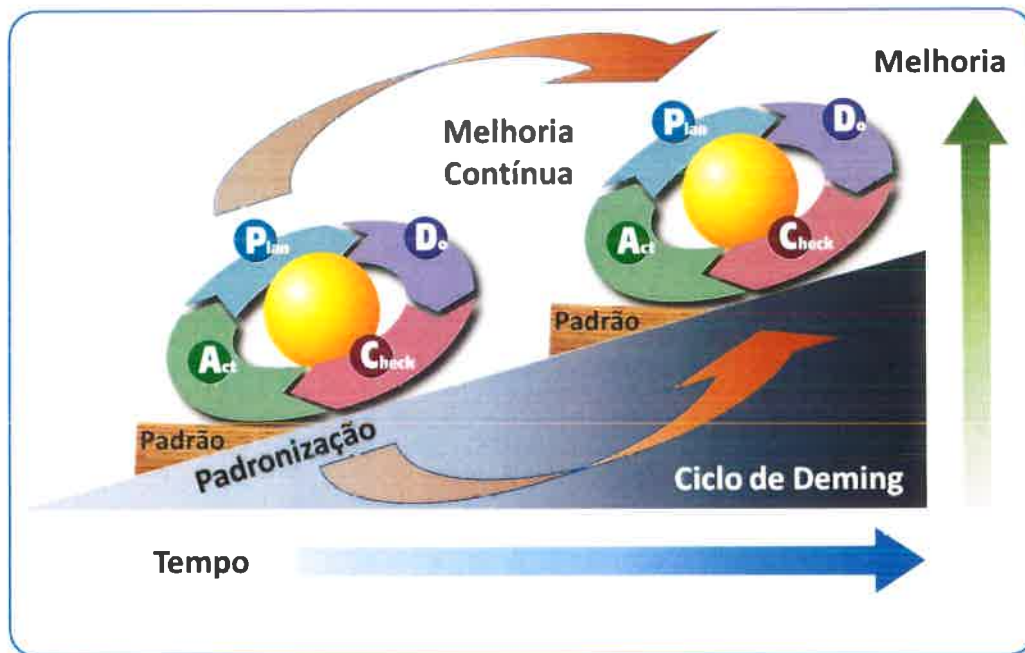 Melhoria
Melhoria
Contínua
Plan
Do
Act
Check
Plan
Do
Act
Check
Padrão
Padrão
Padronização
Ciclo de Deming
Tempo